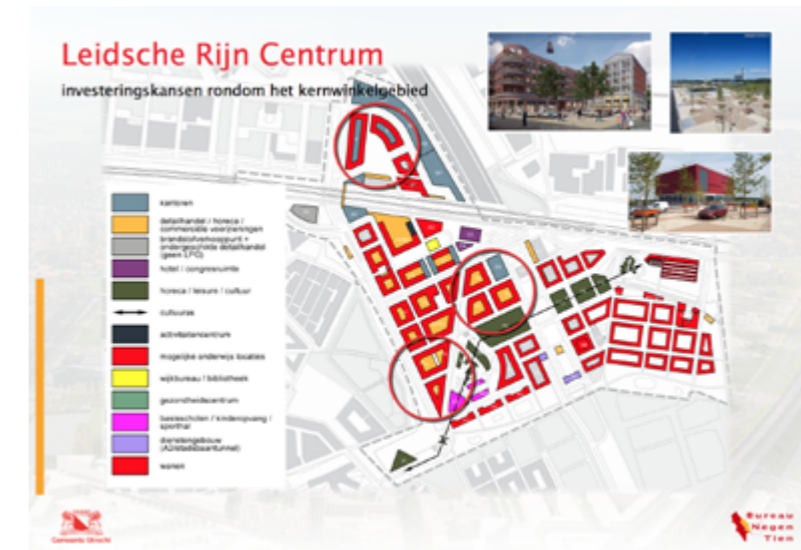 Leidsche Rijn Centrum
investeringskansen rondom het kernwinkelgebied
kantoren
detailhandel / horeca /
commerciële voorzieningen
brandstofverkooppunt +
ondergeschikte detailhandel
(geen LPG)
hotel / congresruimte
horeca / leisure / cultuur
cultuuras
activiteitencentrum
mogelijke onderwijs locaties
wijkbureau / bibliotheek
gezondheidscentrum
basisscholen / kinderopvang /
sporthal
dienstengebouw
(A2/stadsbaantunnel)
wonen
Gemeente Utrecht
Bureau
Negen
Tien